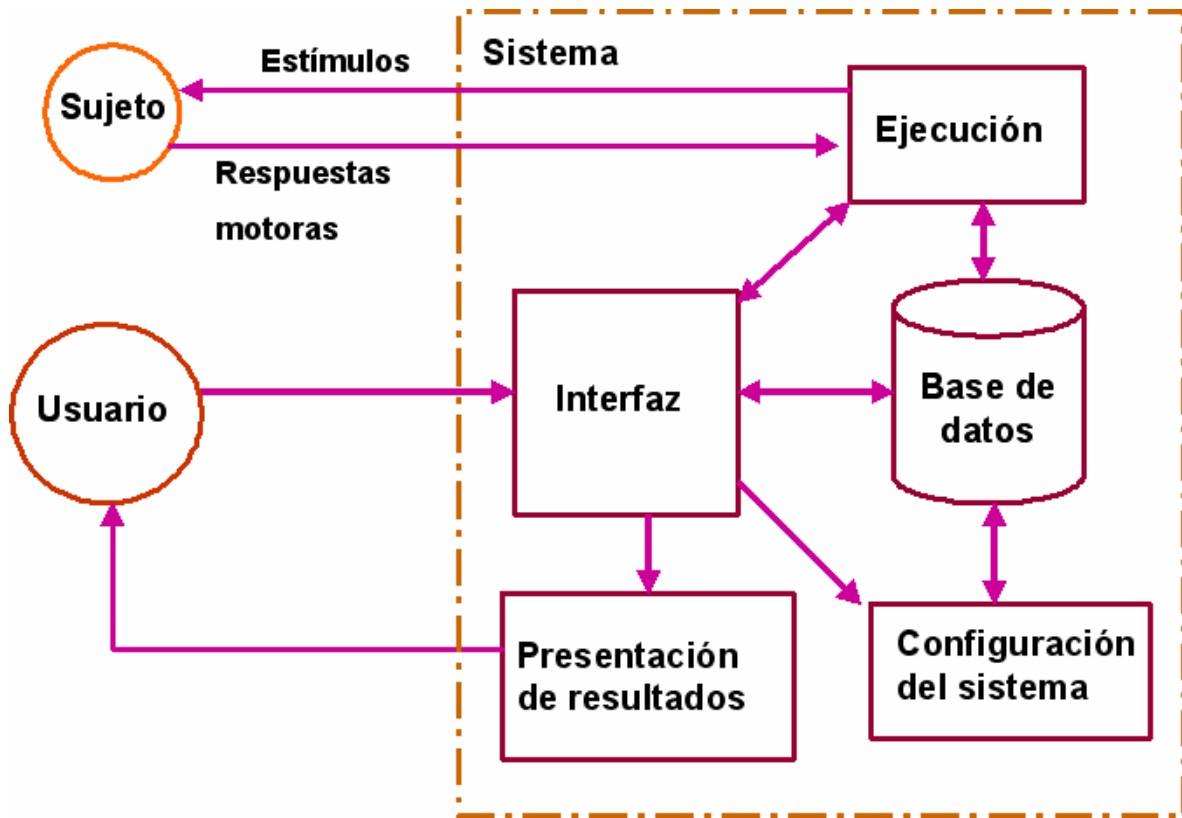 Estímulos
Sistema
Sujeto
Ejecución
Respuestas
motoras
Usuario
Interfaz
Base de
datos
Presentación
de resultados
Configuración
del sistema